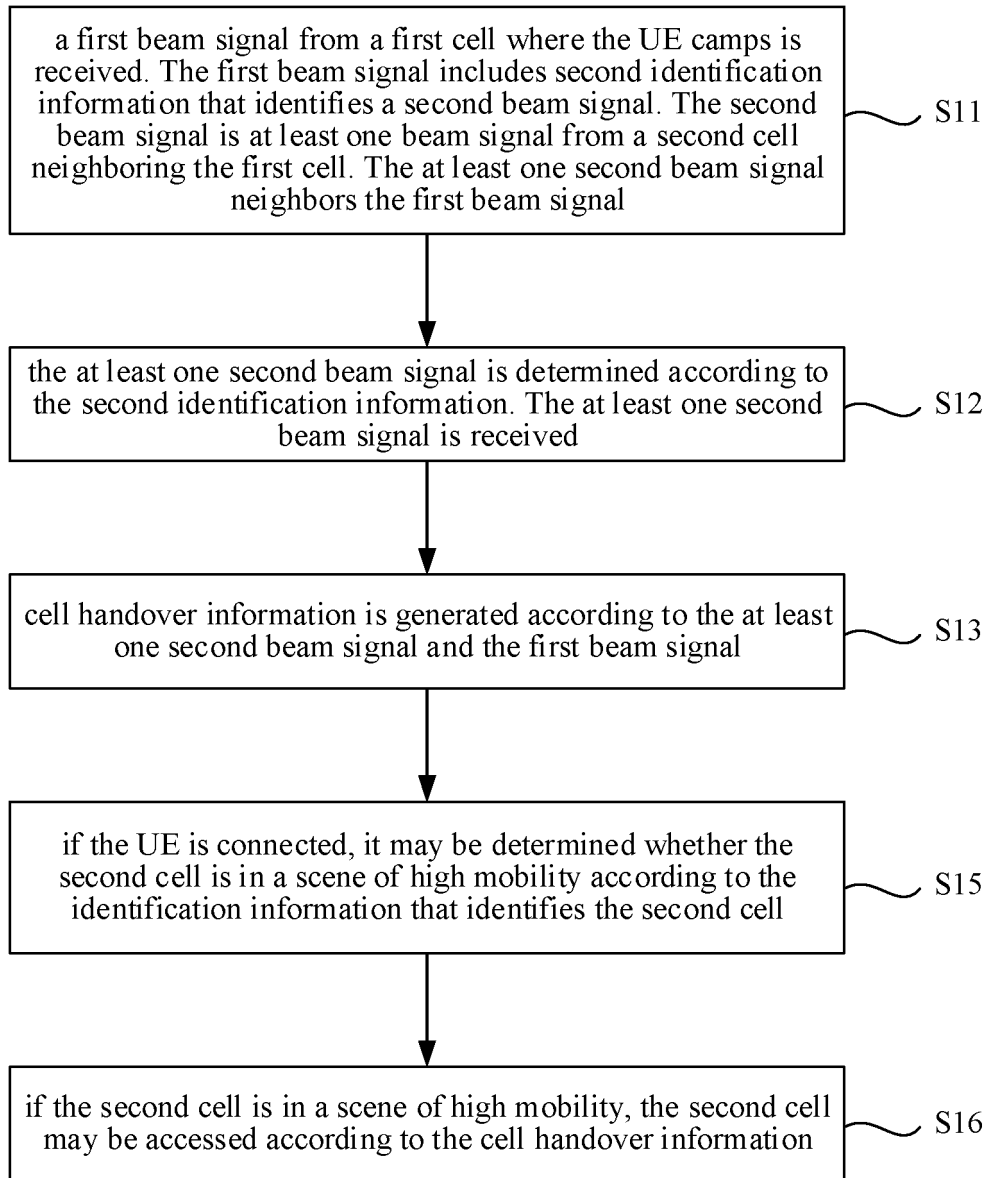 a first beam signal from a first cell where the UE camps is
received. The first beam signal includes second identification
information that identifies a second beam signal. The second
beam signal is at least one beam signal from a second cell
neighboring the first cell. The at least one second beam signal
neighbors the first beam signal
S11
the at least one second beam signal is determined according to
the second identification information. The at least one second
beam signal is received
S12
cell handover information is generated according to the at least
one second beam signal and the first beam signal
S13
if the UE is connected, it may be determined whether the
second cell is in a scene of high mobility according to the
identification information that identifies the second cell
S15
if the second cell is in a scene of high mobility, the second cell
may be accessed according to the cell handover information
S16